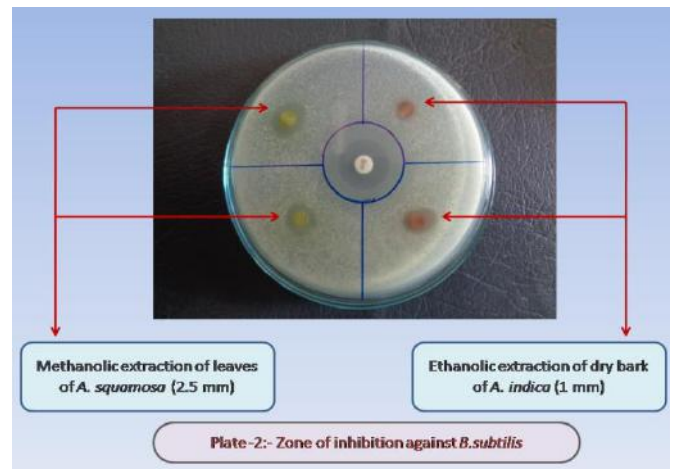 Methanolic extraction of leaves
of A. squamosa (2.5 mm)
Ethanolic extraction of dry bark
of A. indica (1 mm)
Plate-2:- Zone of inhibition against B.subtilis